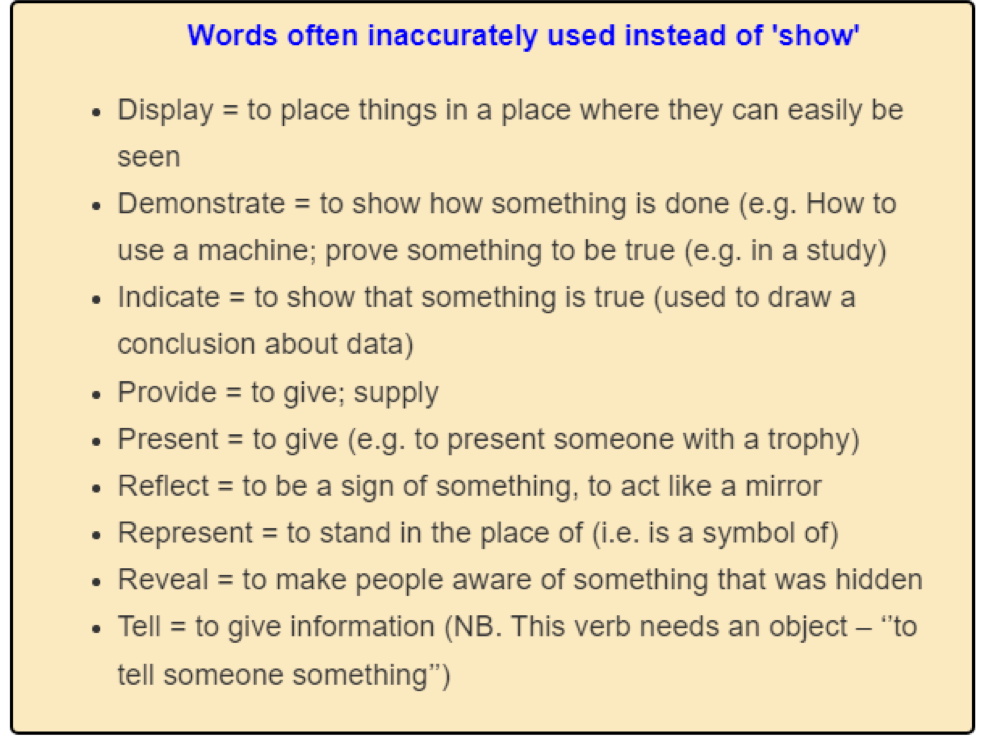 Words often inaccurately used instead of 'show'
• Display = to place things in a place where they can easily be
seen
• Demonstrate = to show how something is done (e.g. How to
use a machine; prove something to be true (e.g. in a study)
• Indicate = to show that something is true (used to draw a
conclusion about data)
• Provide = to give; supply
• Present = to give (e.g. to present someone with a trophy)
• Reflect = to be a sign of something, to act like a mirror
• Represent = to stand in the place of (i.e. is a symbol of)
• Reveal = to make people aware of something that was hidden
• Tell = to give information (NB. This verb needs an object – ‘’to
tell someone something’’)